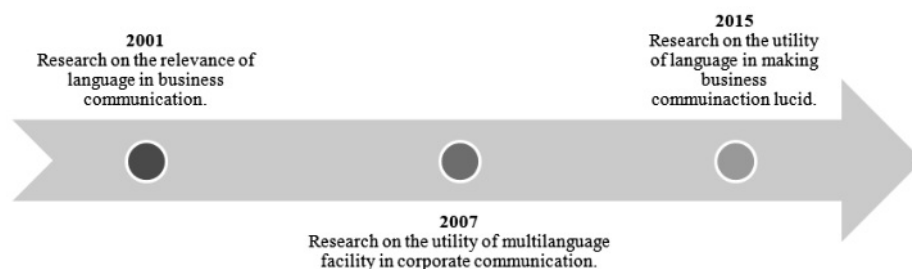 2001
Research on the relevance of
language in business
communication.
2007
Research on the utility of multilanguage
facility in corporate communication.
2015
Research on the utility
of language in making
business
commuinaction lucid.